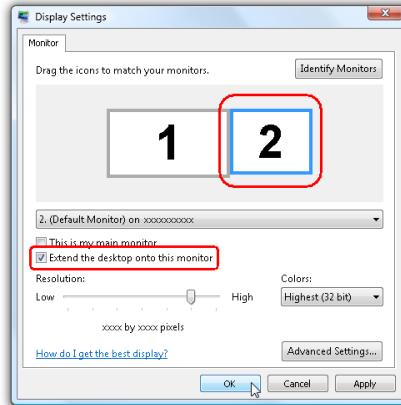 Display Settings
Monitor
Drag the icons to match your monitors.
Identify Monitors
1
2
2. (Default Monitor) on xxxxxxxxxx
This is my main monitor
Extend the desktop onto this monitor
Resolution:
Colors:
Low
High
Highest (32 bit)
xxxx by xxxx pixels
How do I get the best display?
Advanced Settings...
OK
Cancel
Apply